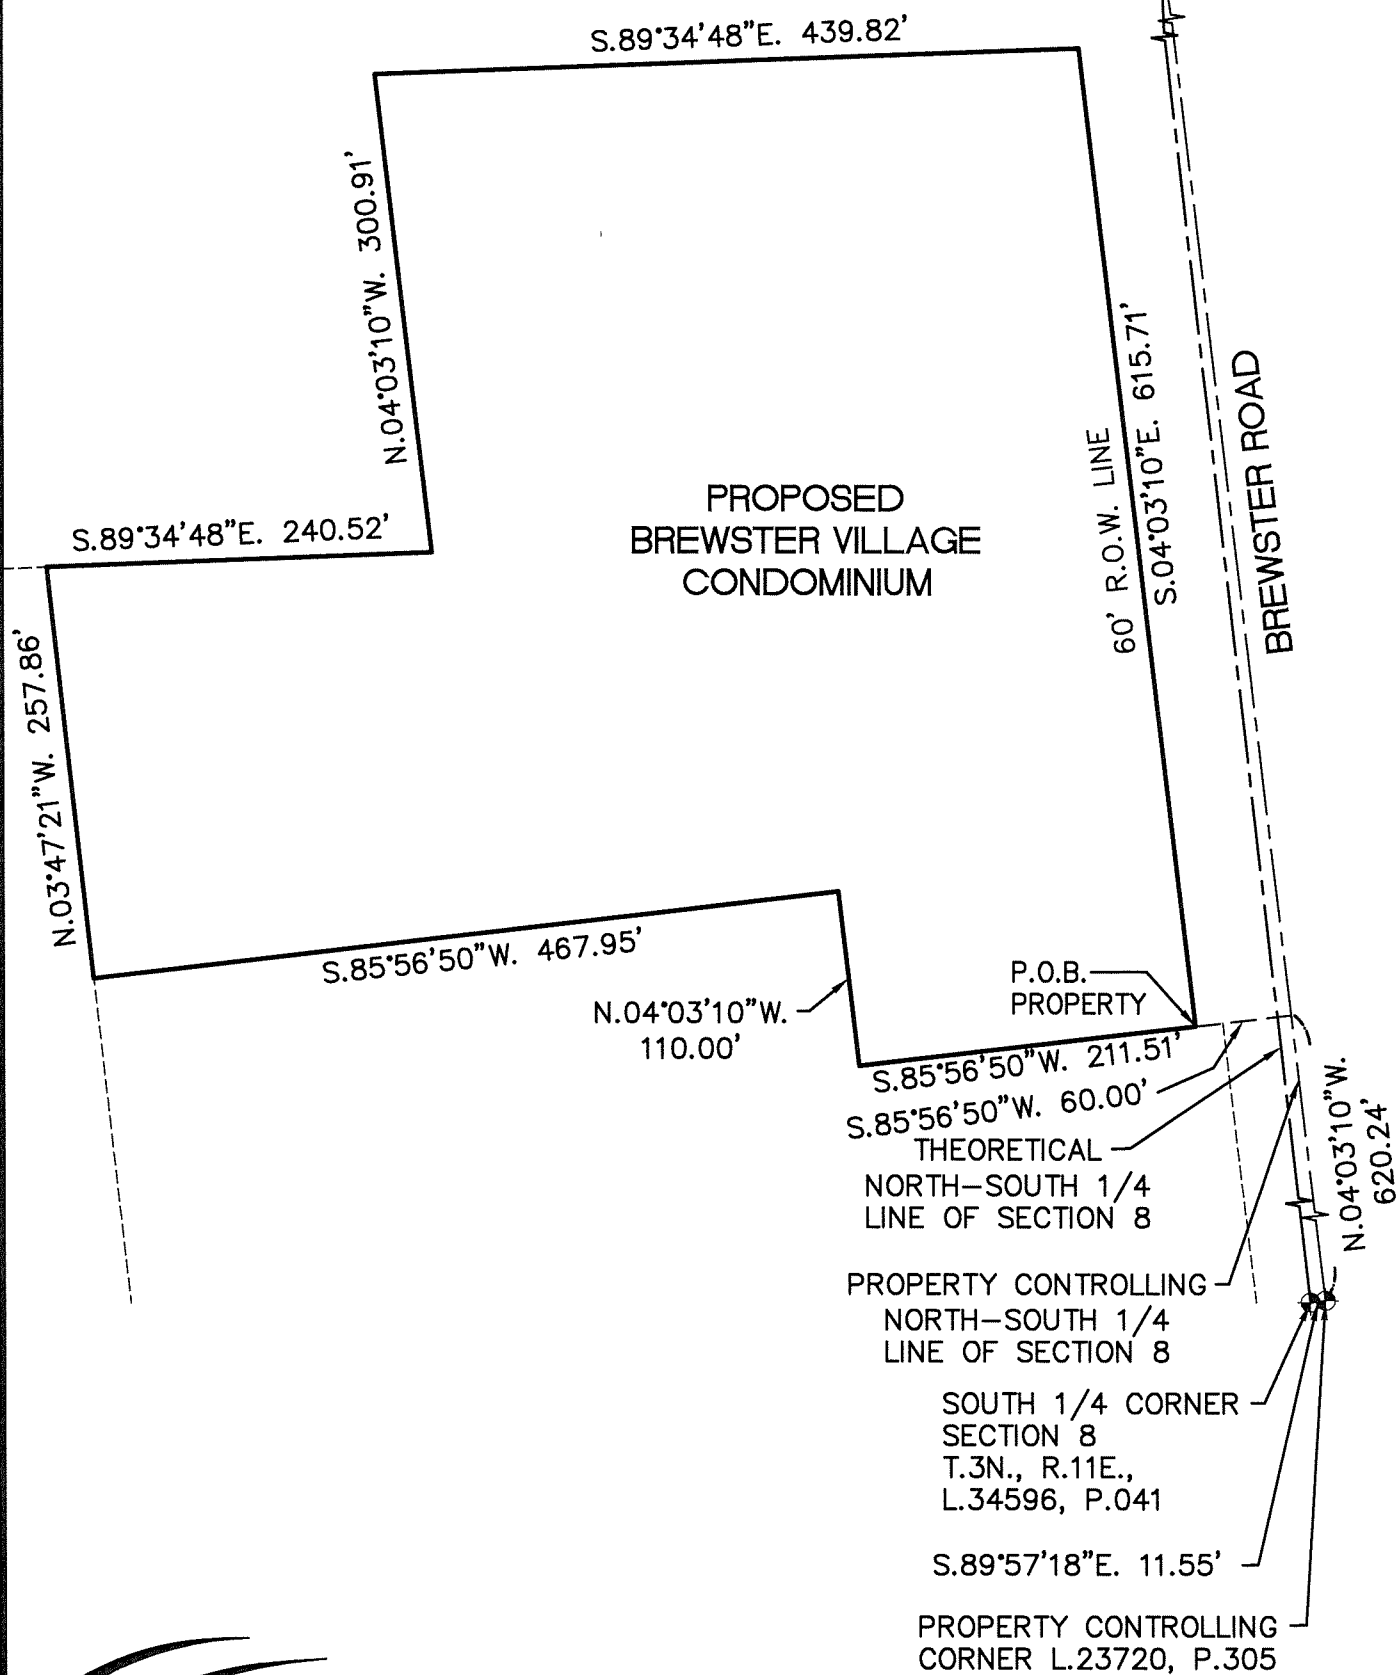 S.89°34'48"E. 439.82'
N.04°03'10"W. 300.91'
S.89°34'48"E. 240.52'
PROPOSED
BREWSTER VILLAGE
CONDOMINIUM
60' R.O.W. LINE
S.04°03'10"E. 615.71'
BREWSTER ROAD
N.03°47'21"W. 257.86'
S.85°56'50"W. 467.95'
N.04°03'10"W.
110.00'
P.O.B.
PROPERTY
S.85°56'50"W. 211.51'
S.85°56'50"W. 60.00'
THEORETICAL
NORTH-SOUTH 1/4
LINE OF SECTION 8
N.04°03'10"W.
620.24'
PROPERTY CONTROLLING
NORTH-SOUTH 1/4
LINE OF SECTION 8
SOUTH 1/4 CORNER
SECTION 8
T.3N., R.11E.,
L.34596, P.041
S.89°57'18"E. 11.55'
PROPERTY CONTROLLING
CORNER L.23720, P.305